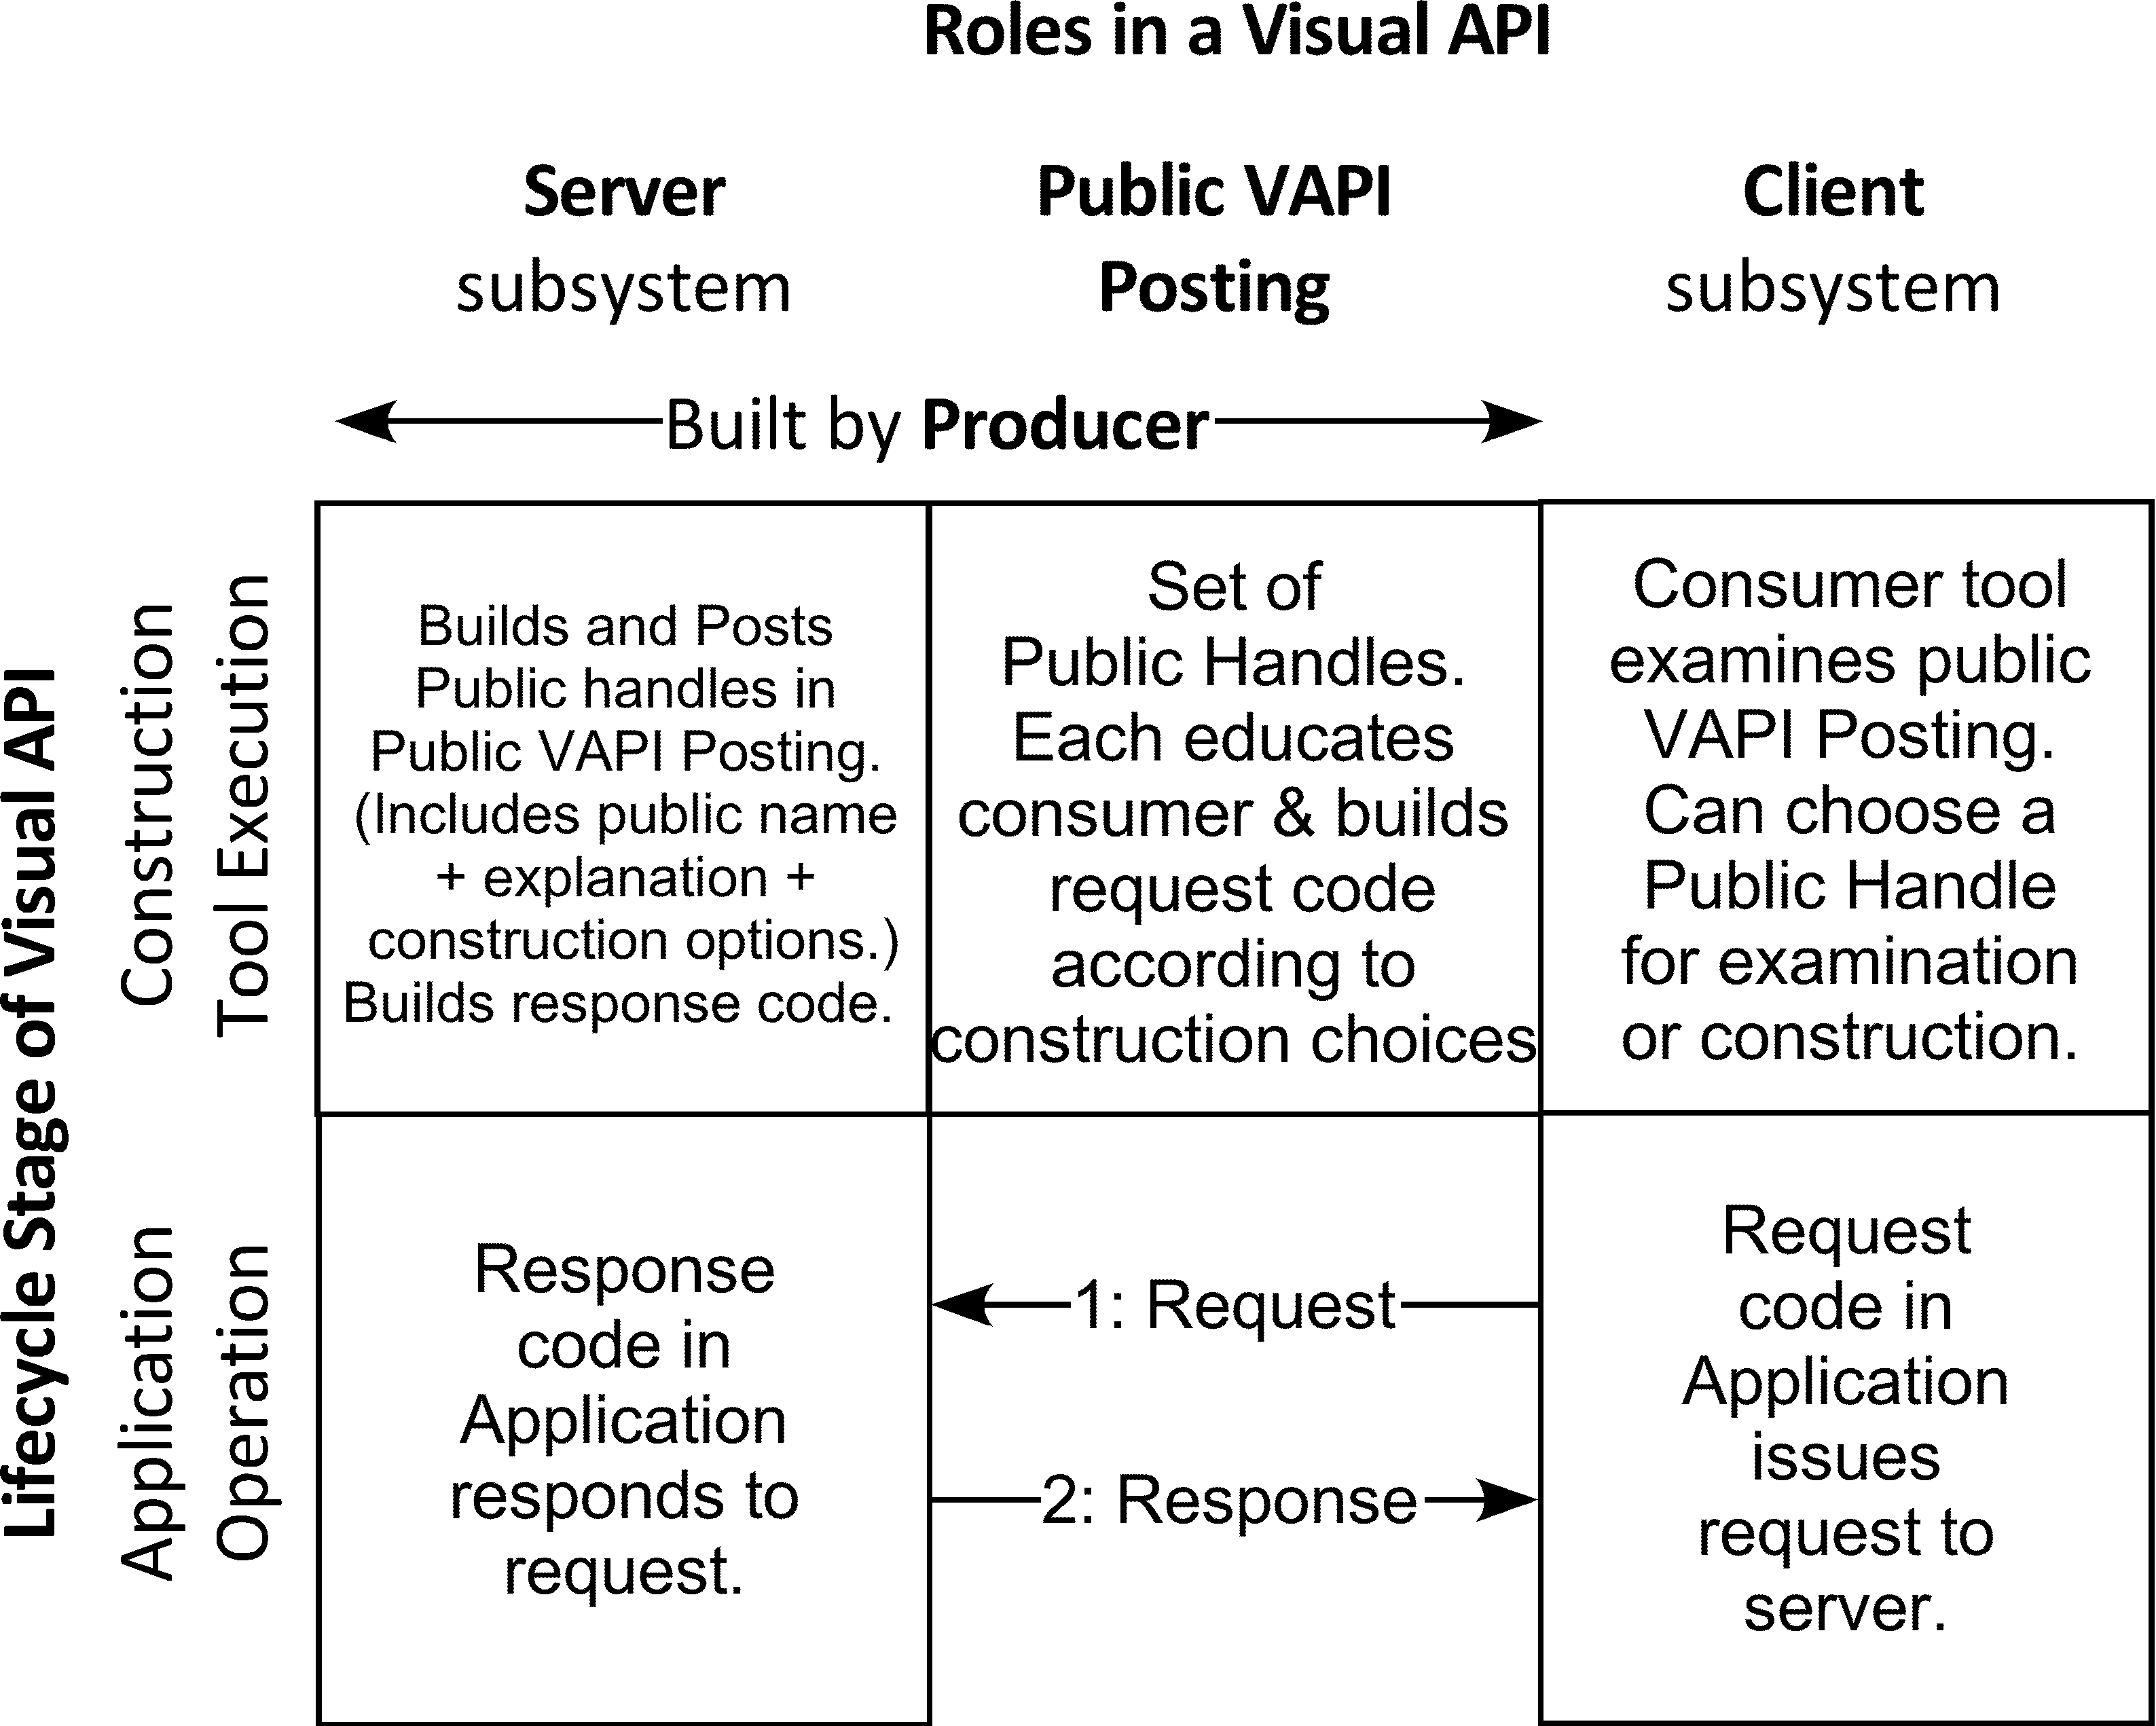 Roles in a Visual API
Server
subsystem
Public VAPI
Posting
Client
subsystem
Built by Producer
Lifecycle Stage of Visual API
Construction
Tool Execution
Builds and Posts
Public handles in
Public VAPI Posting.
(Includes public name
+ explanation +
construction options.)
Builds response code.
Set of
Public Handles.
Each educates
consumer & builds
request code
according to
construction choices
Consumer tool
examines public
VAPI Posting.
Can choose a
Public Handle
for examination
or construction.
Application
Operation
Response
code in
Application
responds to
request.
1: Request
2: Response
Request
code in
Application
issues
request to
server.